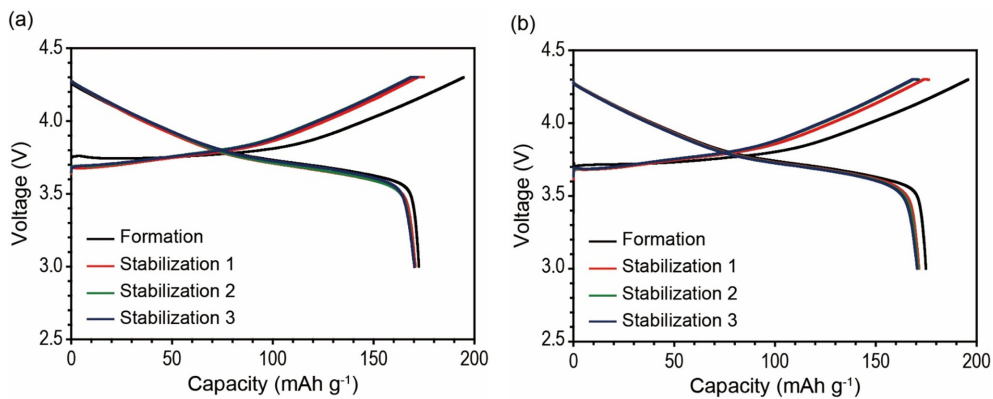 (a)
4.5
4.0
3.5
3.0
2.5
Voltage (V)
Formation
Stabilization 1
Stabilization 2
Stabilization 3
0 50 100 150 200
Capacity (mAh g⁻¹)
(b)
4.5
4.0
3.5
3.0
2.5
Voltage (V)
Formation
Stabilization 1
Stabilization 2
Stabilization 3
0 50 100 150 200
Capacity (mAh g⁻¹)